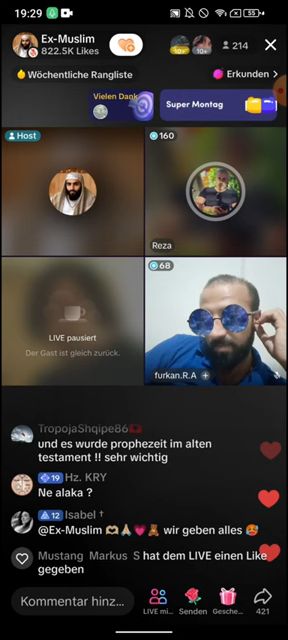 19:29
55
Ex-Muslim
822.5K Likes
10+
10+
214
Wöchentliche Rangliste
Erkunden >
Vielen Dank
Super Montag
Host
160
Reza
LIVE pausiert
Der Gast ist gleich zurück.
68
furkan.R.A +
TropojaShqipe86
und es wurde prophezeit im alten
testament !! sehr wichtig
19 Hz. KRY
Ne alaka ?
12 Isabel †
@Ex-Muslim 🫶🏼🙏🏼💗🧸 wir geben alles 🥵
Mustang Markus S hat dem LIVE einen Like
gegeben
Kommentar hinz...
LIVE mi...
Senden
Gesche...
421